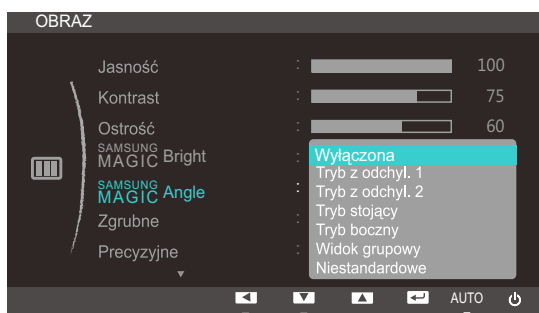 OBRAZ
Jasność : 100
Kontrast : 75
Ostrość : 60
SAMSUNG MAGIC Bright :
SAMSUNG MAGIC Angle :
Zgrubne :
Precyzyjne :
Wyłączona
Tryb z odchyl. 1
Tryb z odchyl. 2
Tryb stojący
Tryb boczny
Widok grupowy
Niestandardowe
AUTO